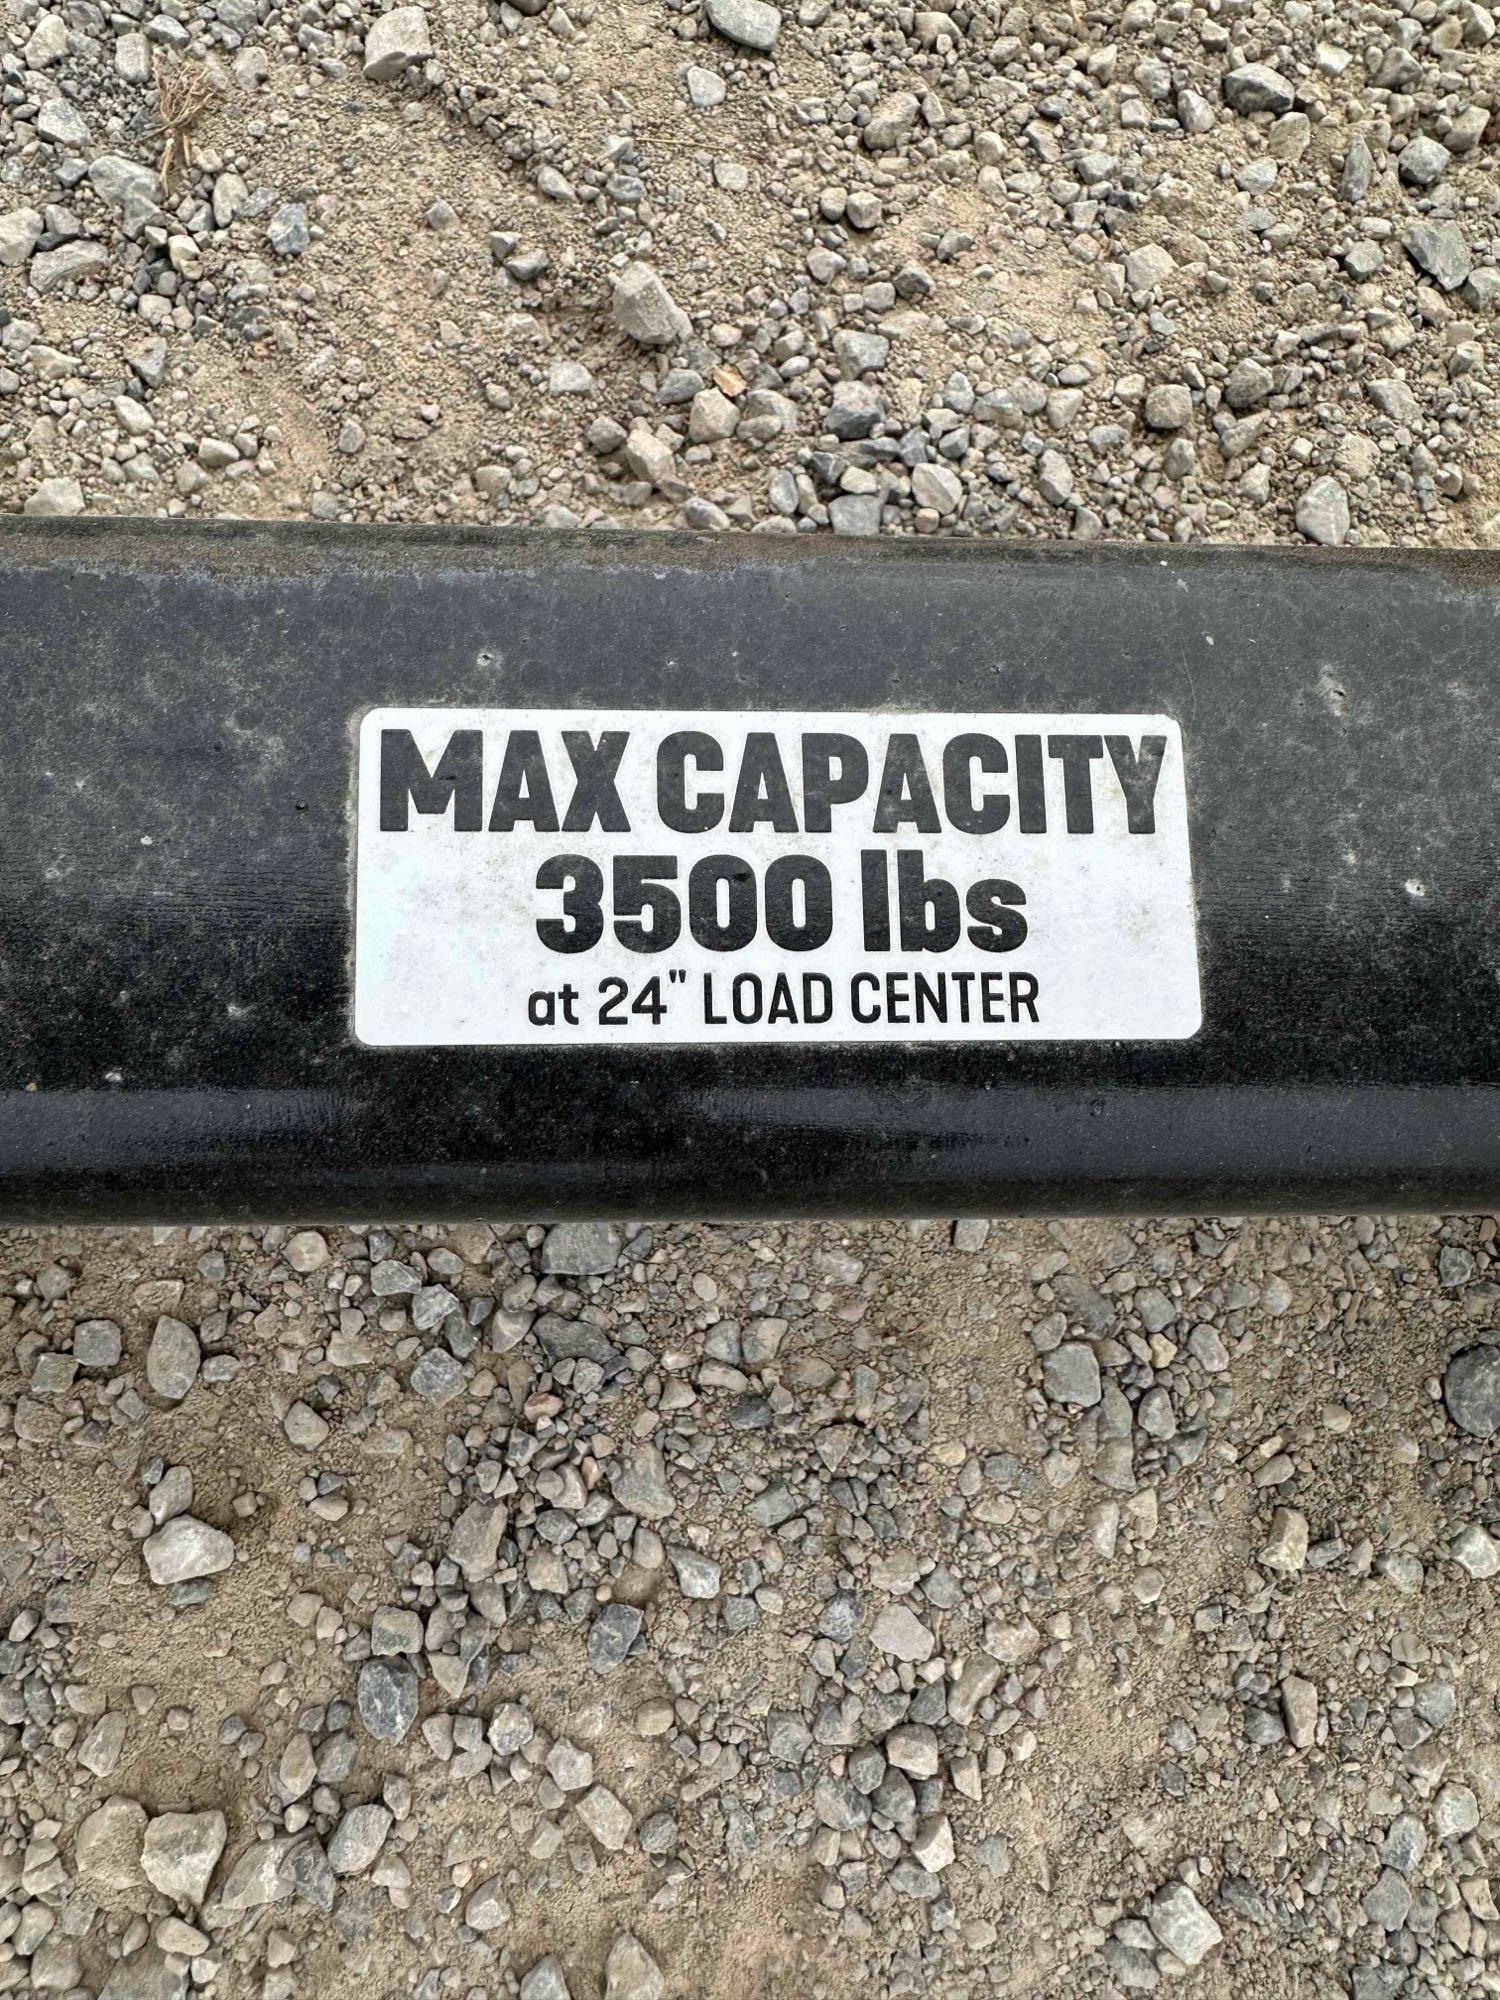 MAX CAPACITY
3500 lbs
at 24" LOAD CENTER